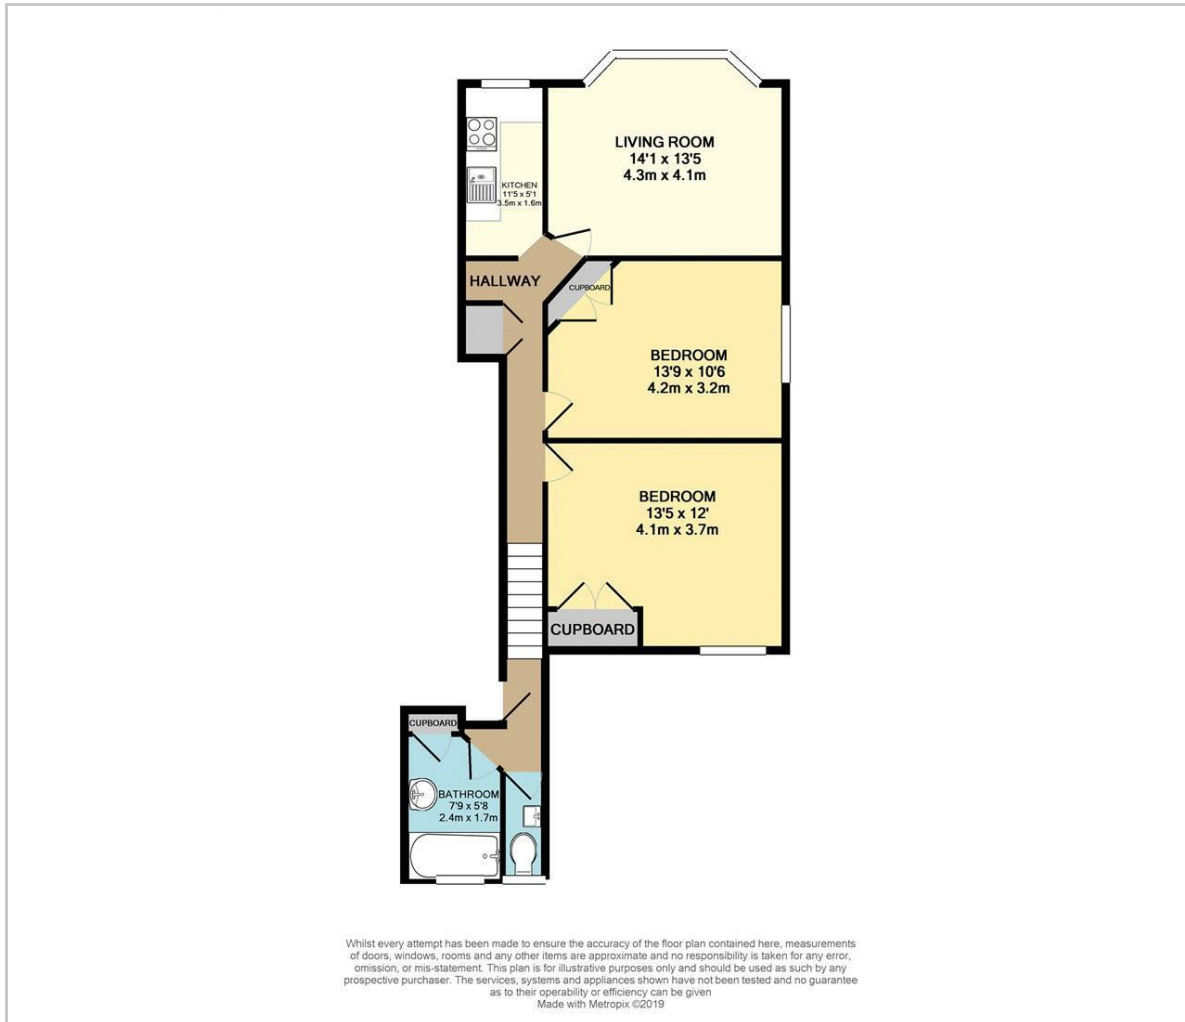 LIVING ROOM
14'1 x 13'5
4.3m x 4.1m
KITCHEN
11'5 x 5'1
3.5m x 1.6m
HALLWAY
CUPBOARD
BEDROOM
13'9 x 10'6
4.2m x 3.2m
BEDROOM
13'5 x 12'
4.1m x 3.7m
CUPBOARD
CUPBOARD
BATHROOM
7'9 x 5'8
2.4m x 1.7m
Whilst every attempt has been made to ensure the accuracy of the floor plan contained here, measurements
of doors, windows, rooms and any other items are approximate and no responsibility is taken for any error,
omission, or mis-statement. This plan is for illustrative purposes only and should be used as such by any
prospective purchaser. The services, systems and appliances shown have not been tested and no guarantee
as to their operability or efficiency can be given
Made with Metropix ©2019